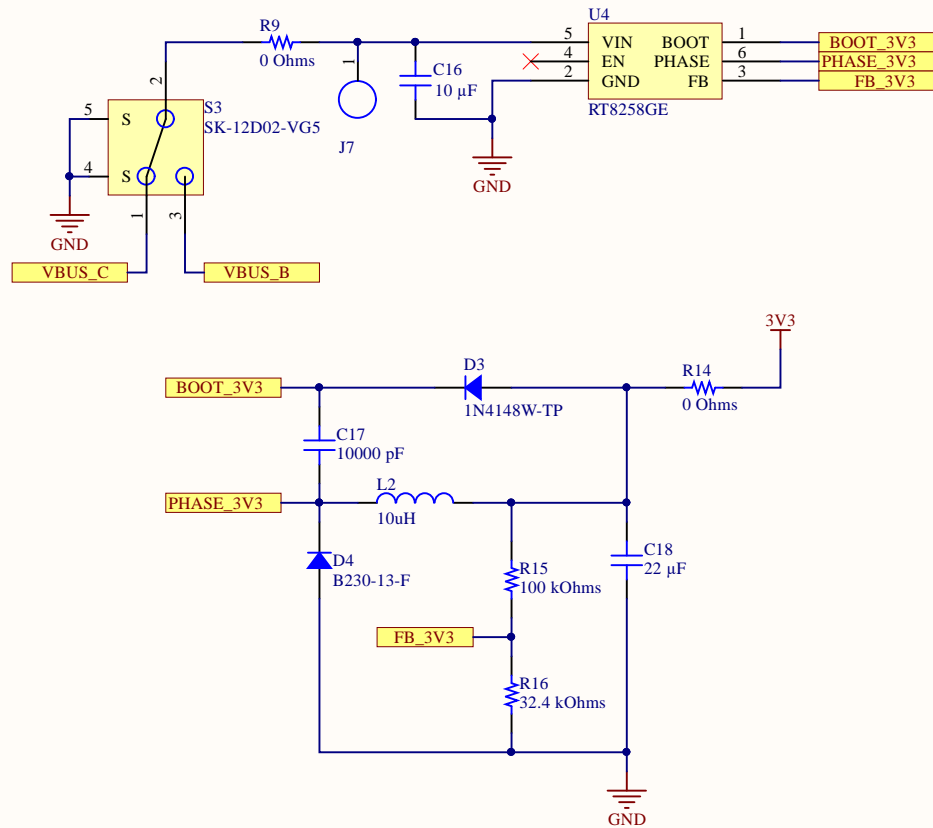 R9
0 Ohms
2
1
J7
C16
10 µF
U4
5 VIN BOOT 1 BOOT_3V3
4 EN PHASE 6 PHASE_3V3
2 GND FB 3 FB_3V3
RT8258GE
GND
S3
SK-12D02-VG5
5 S
4 S
GND
1
3
VBUS_C
VBUS_B
3V3
D3
1N4148W-TP
R14
0 Ohms
BOOT_3V3
C17
10000 pF
PHASE_3V3
L2
10uH
D4
B230-13-F
R15
100 kOhms
C18
22 µF
FB_3V3
R16
32.4 kOhms
GND